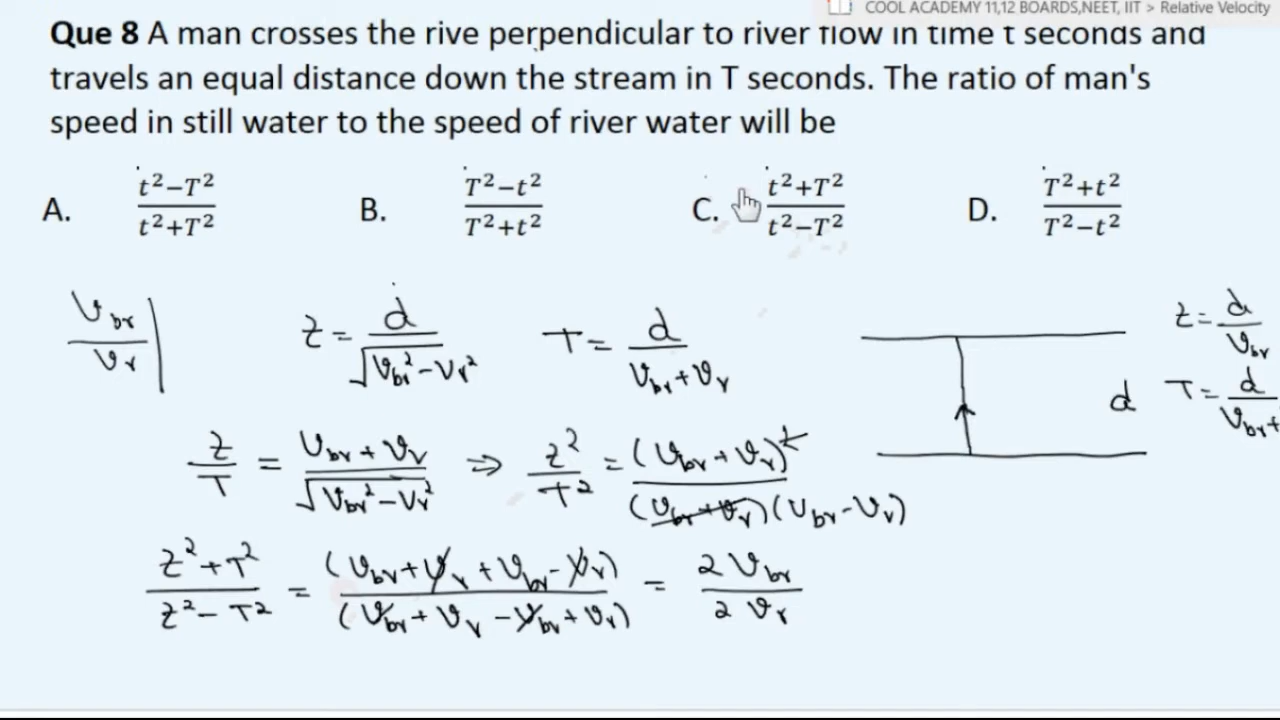 COOL ACADEMY 11,12 BOARDS,NEET, IIT > Relative Velocity
Que 8 A man crosses the rive perpendicular to river flow in time t seconds and
travels an equal distance down the stream in T seconds. The ratio of man's
speed in still water to the speed of river water will be
A. t²−T² / t²+T² B. T²−t² / T²+t² C. t²+T² / t²−T² D. T²+t² / T²−t²
v_br / v_r t = d / √(v_br² − v_r²) T = d / (v_br + v_r) d t = d / v_br
T = d / v_br+
t / T = (v_br + v_r) / √(v_br² − v_r²) ⇒ t² / T² = (v_br + v_r)² / (v_br + v_r)(v_br − v_r)
t² + T² / t² − T² = (v_br + v_r + v_br − v_r) / (v_br + v_r − v_br + v_r) = 2 v_br / 2 v_r